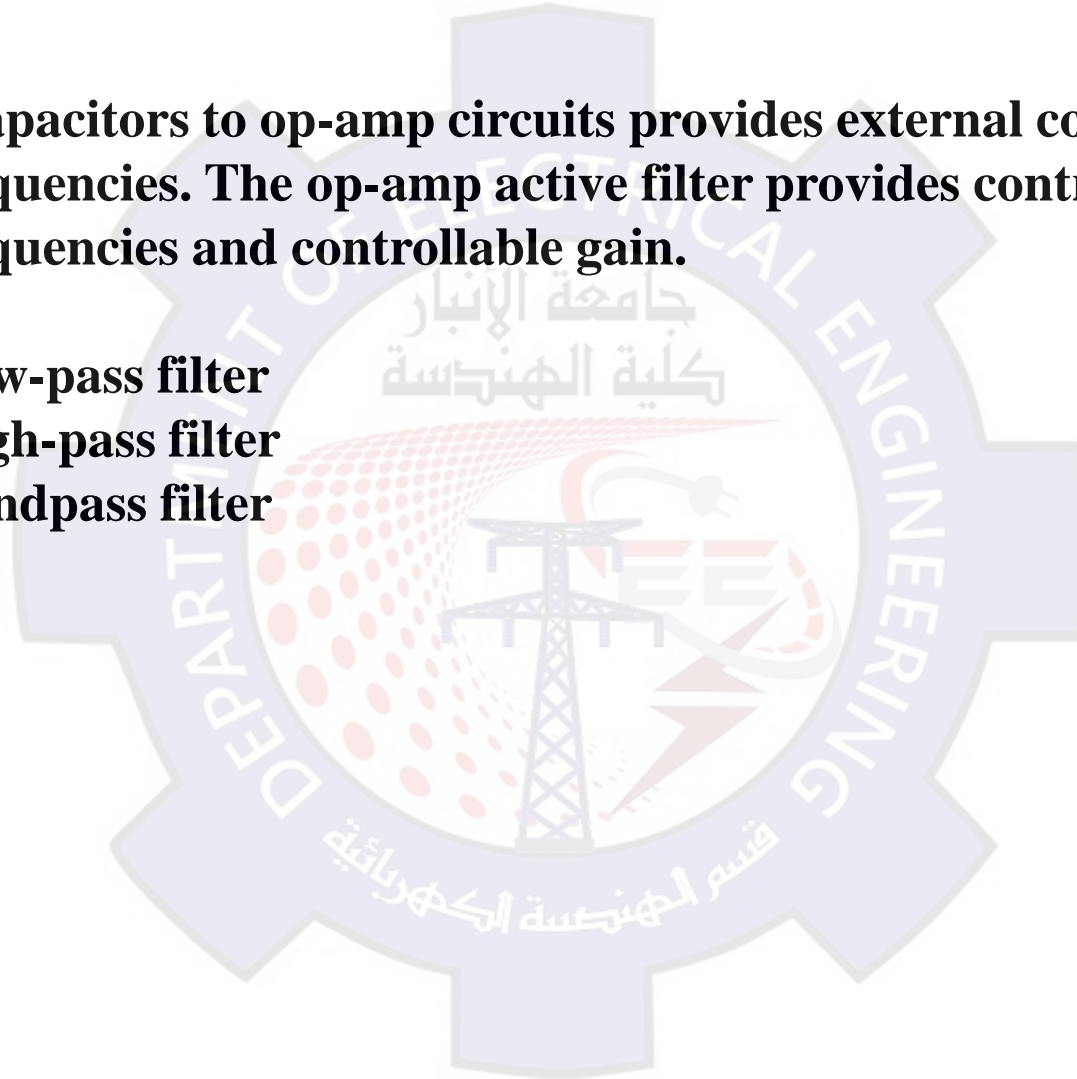 apacitors to op-amp circuits provides external co
quencies. The op-amp active filter provides contr
quencies and controllable gain.
w-pass filter
gh-pass filter
ndpass filter
DEPARTMENT OF ELECTRICAL ENGINEERING
جامعة الأنبار
كلية الهندسة
EE
قسم الهندسة الكهربائية